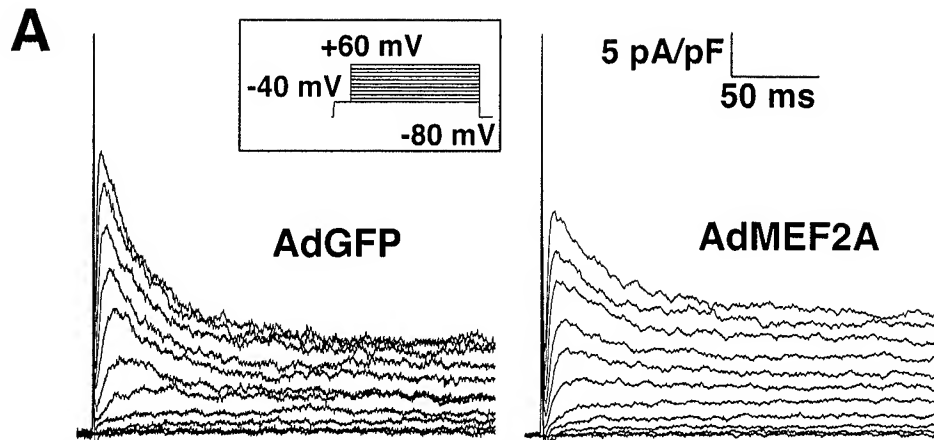 A
+60 mV
-40 mV
-80 mV
5 pA/pF
50 ms
AdGFP
AdMEF2A